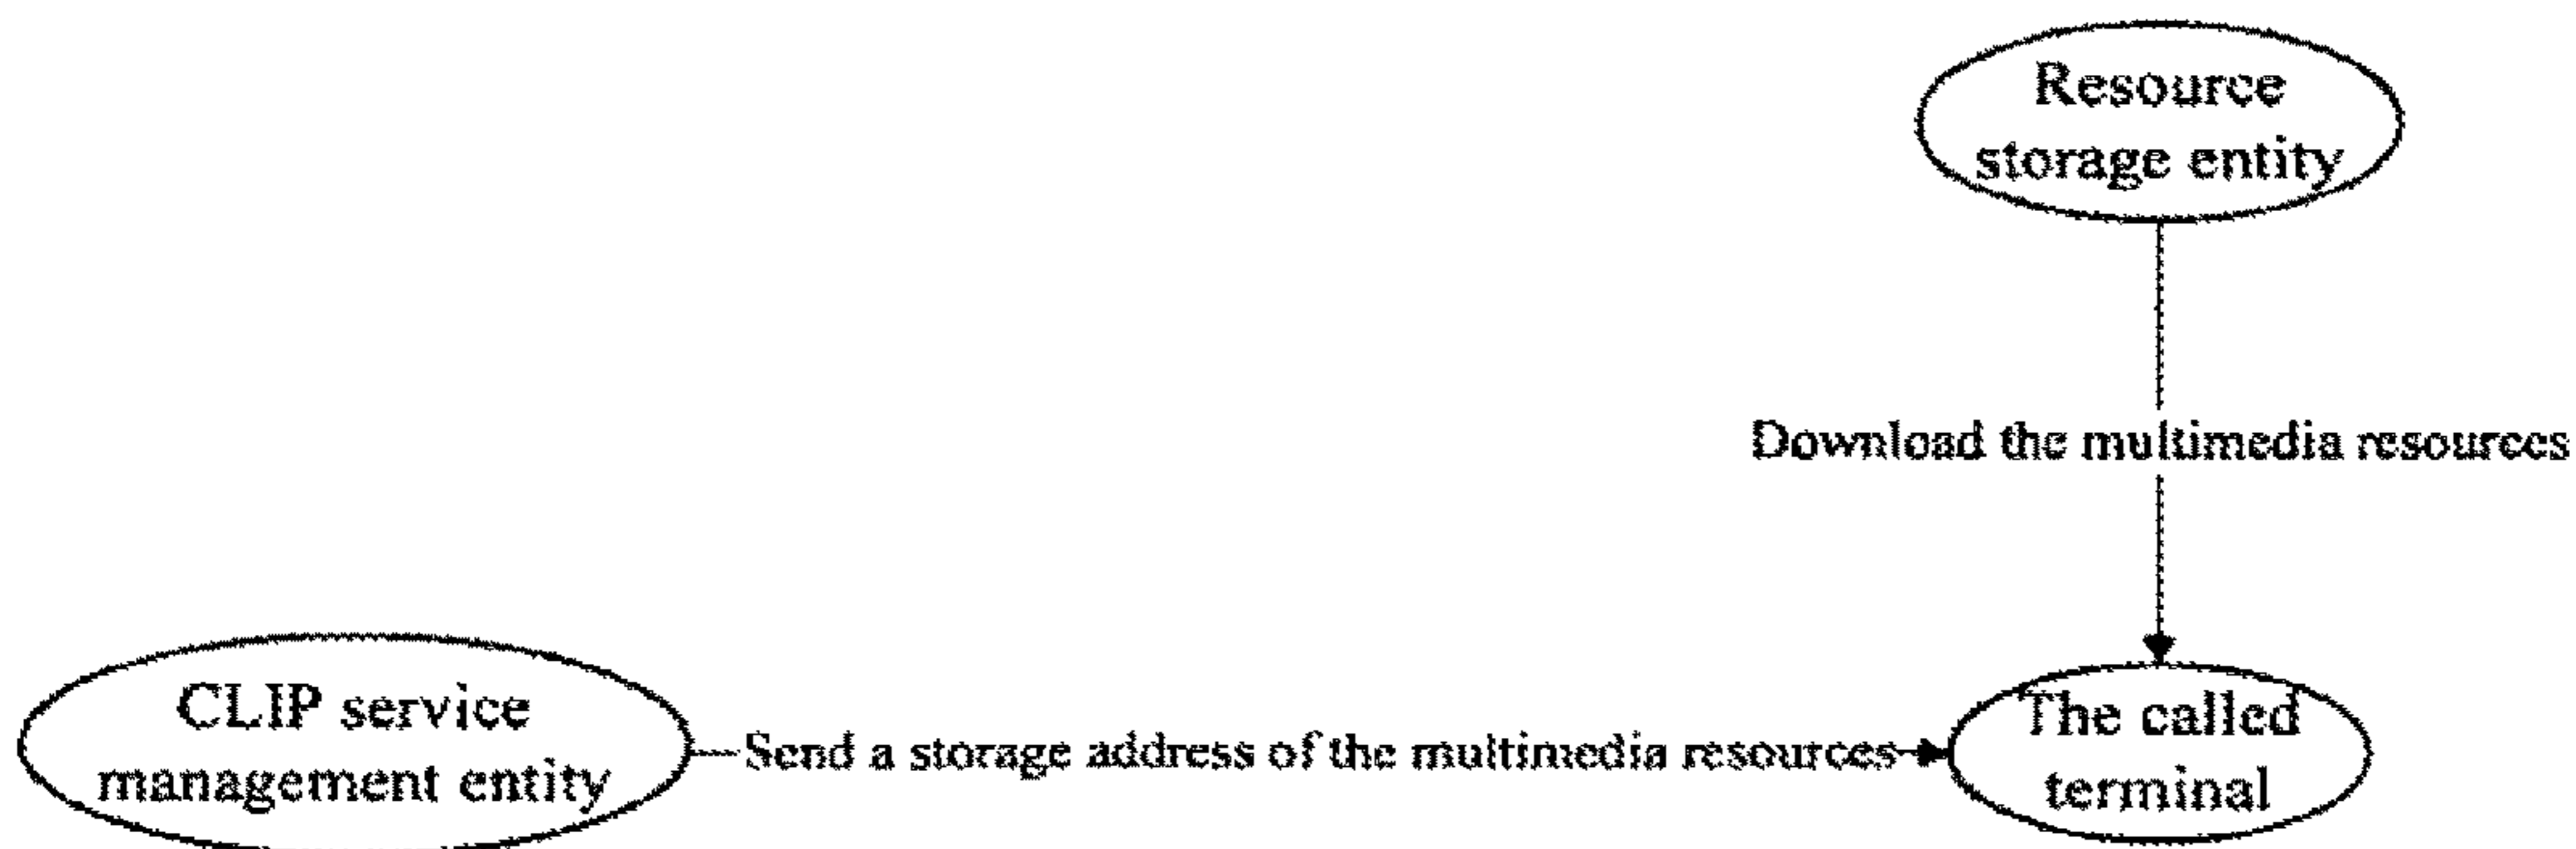 Resource
storage entity
Download the multimedia resources
CLIP service
management entity
Send a storage address of the multimedia resources
The called
terminal